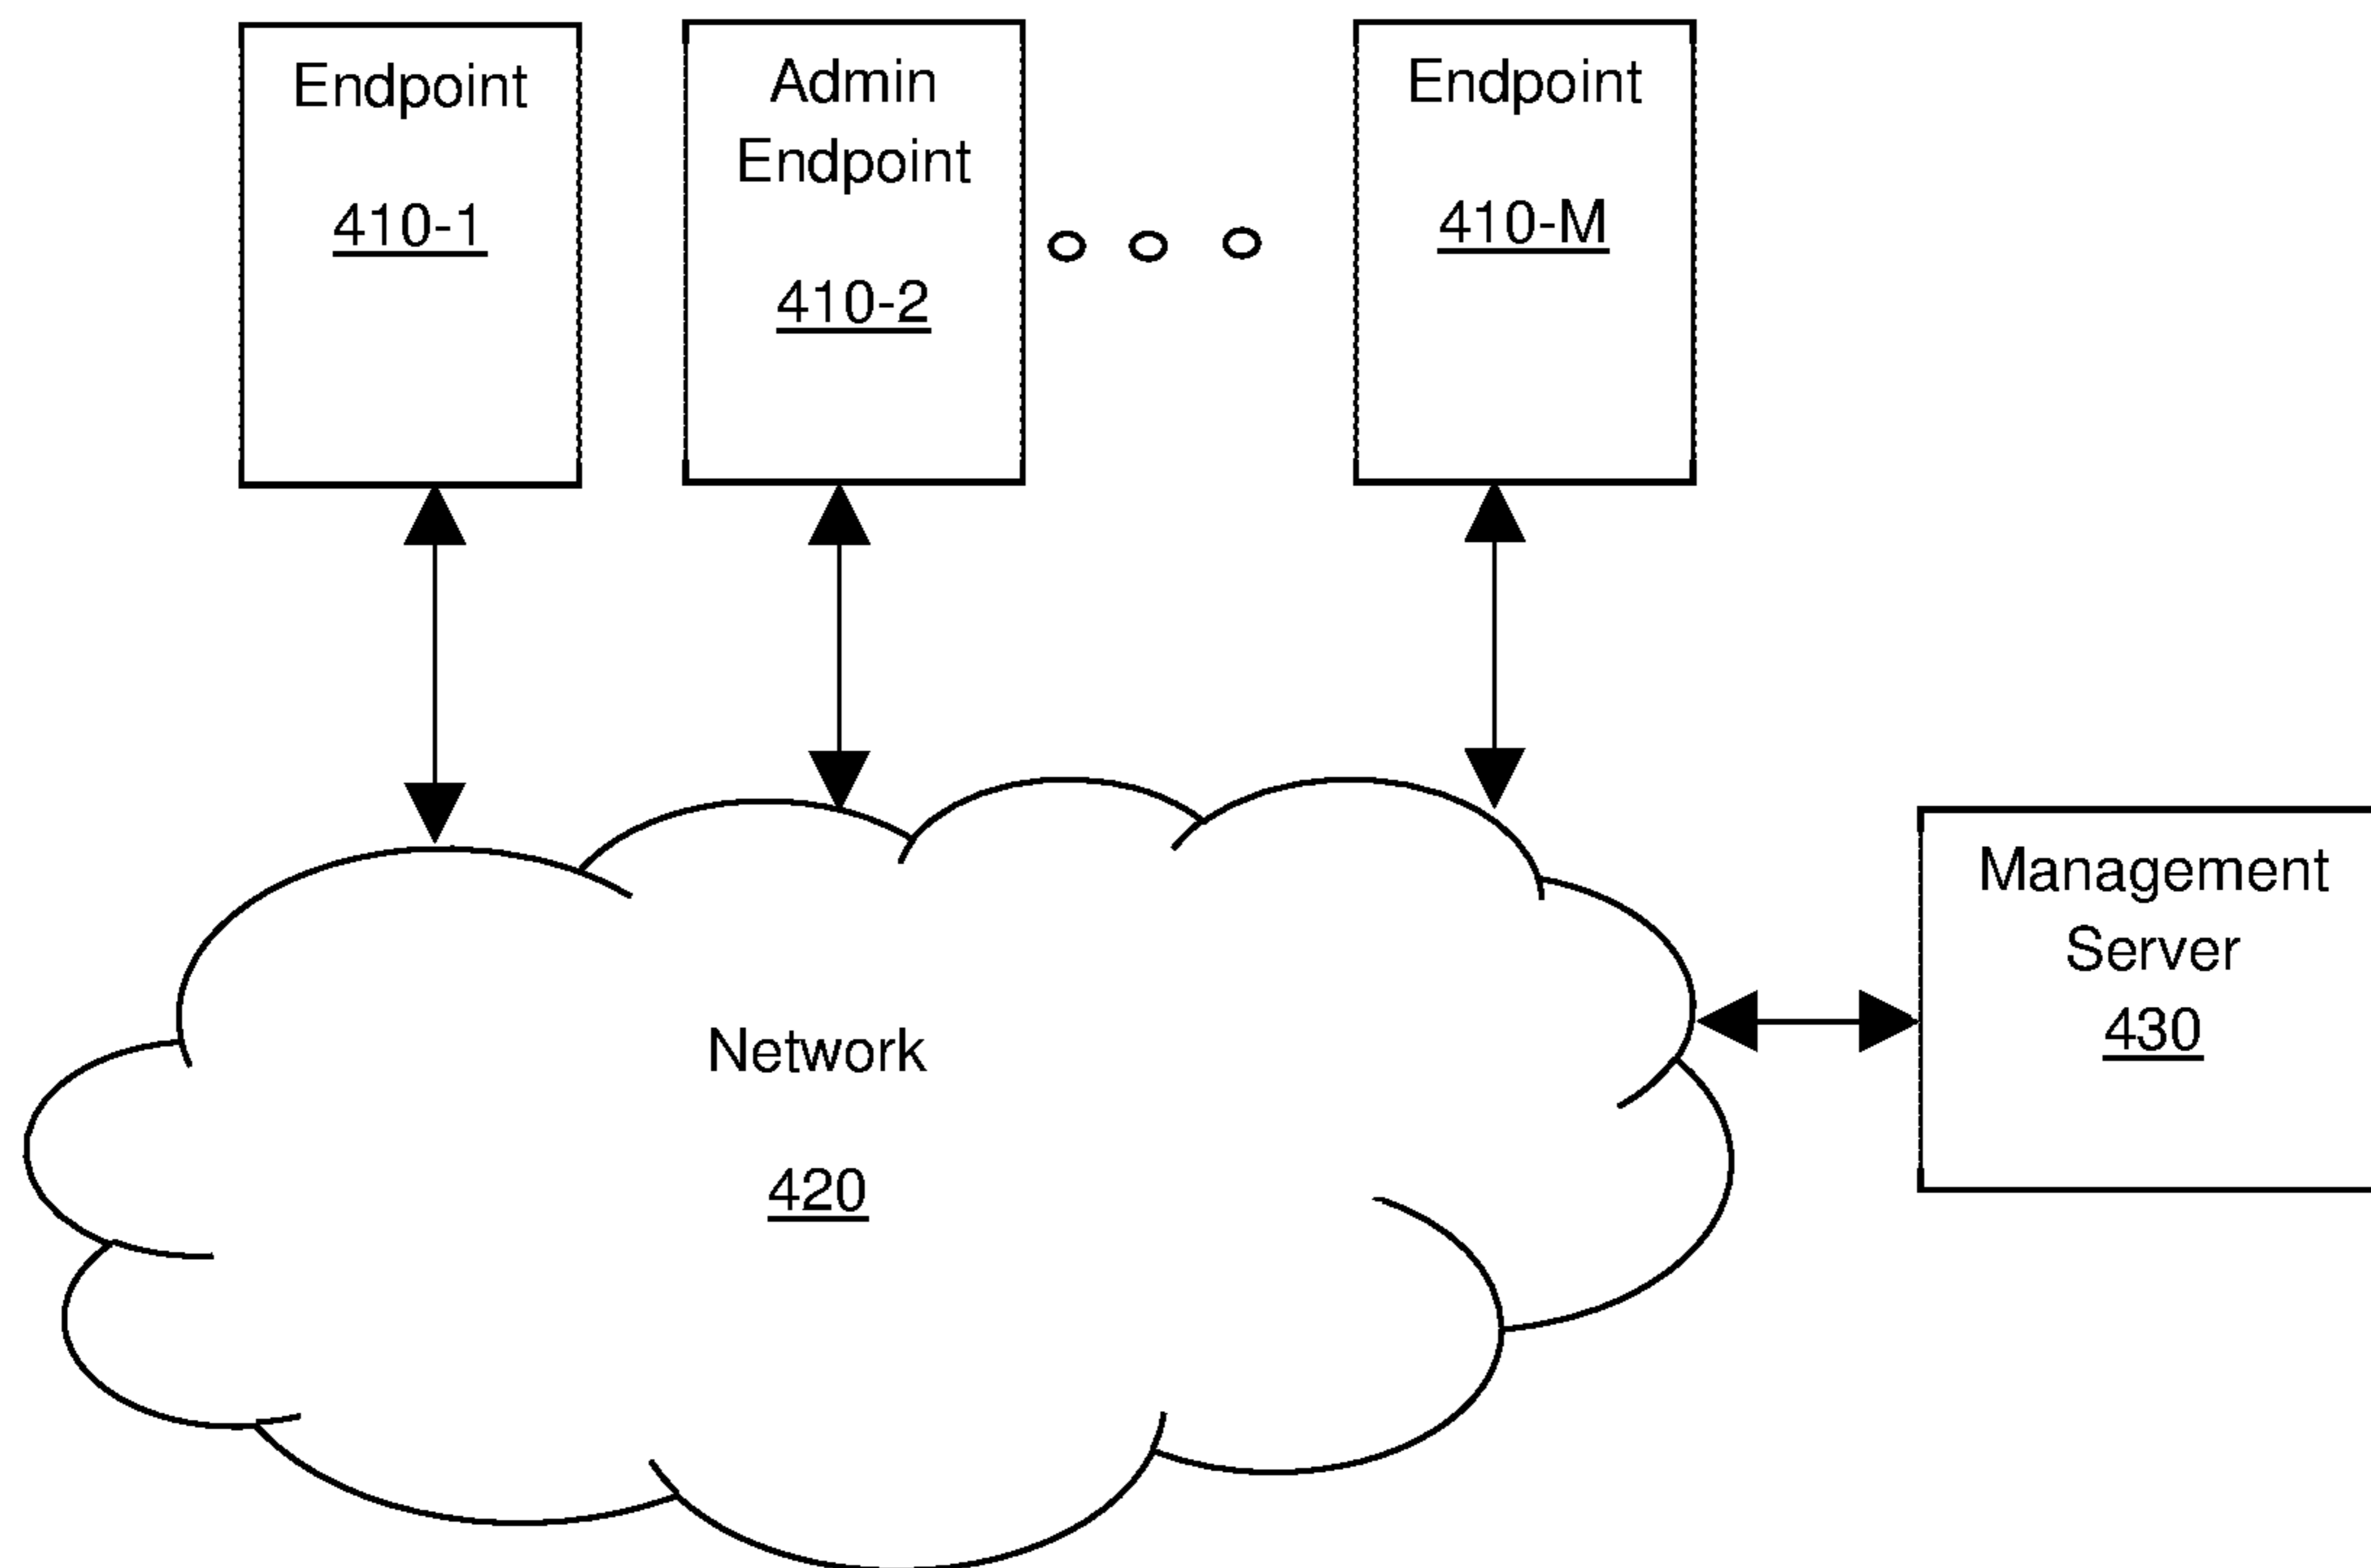 Endpoint
410-1
Admin
Endpoint
410-2
Endpoint
410-M
Network
420
Management
Server
430